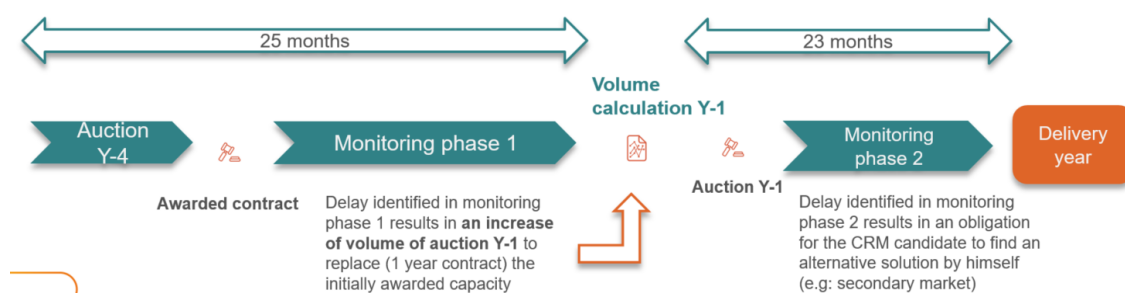 25 months
23 months
Volume
calculation Y-1
Auction
Y-4
Monitoring phase 1
Monitoring
phase 2
Delivery
year
Awarded contract
Auction Y-1
Delay identified in monitoring
phase 1 results in an increase
of volume of auction Y-1 to
replace (1 year contract) the
initially awarded capacity
Delay identified in monitoring
phase 2 results in an obligation
for the CRM candidate to find an
alternative solution by himself
(e.g: secondary market)